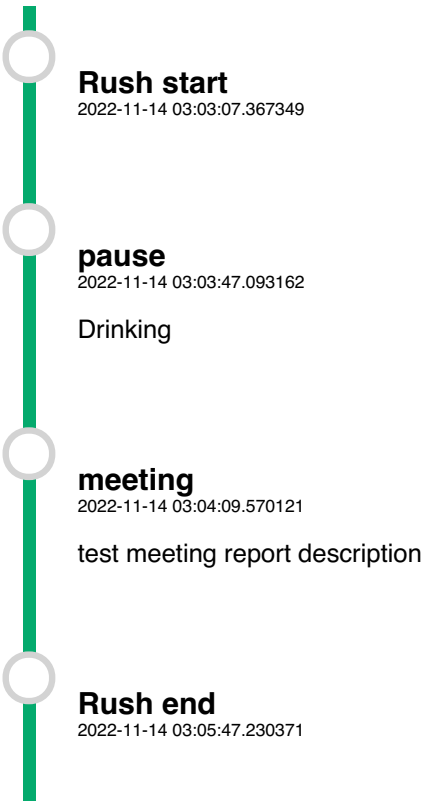 Rush start
2022-11-14 03:03:07.367349
pause
2022-11-14 03:03:47.093162
Drinking
meeting
2022-11-14 03:04:09.570121
test meeting report description
Rush end
2022-11-14 03:05:47.230371